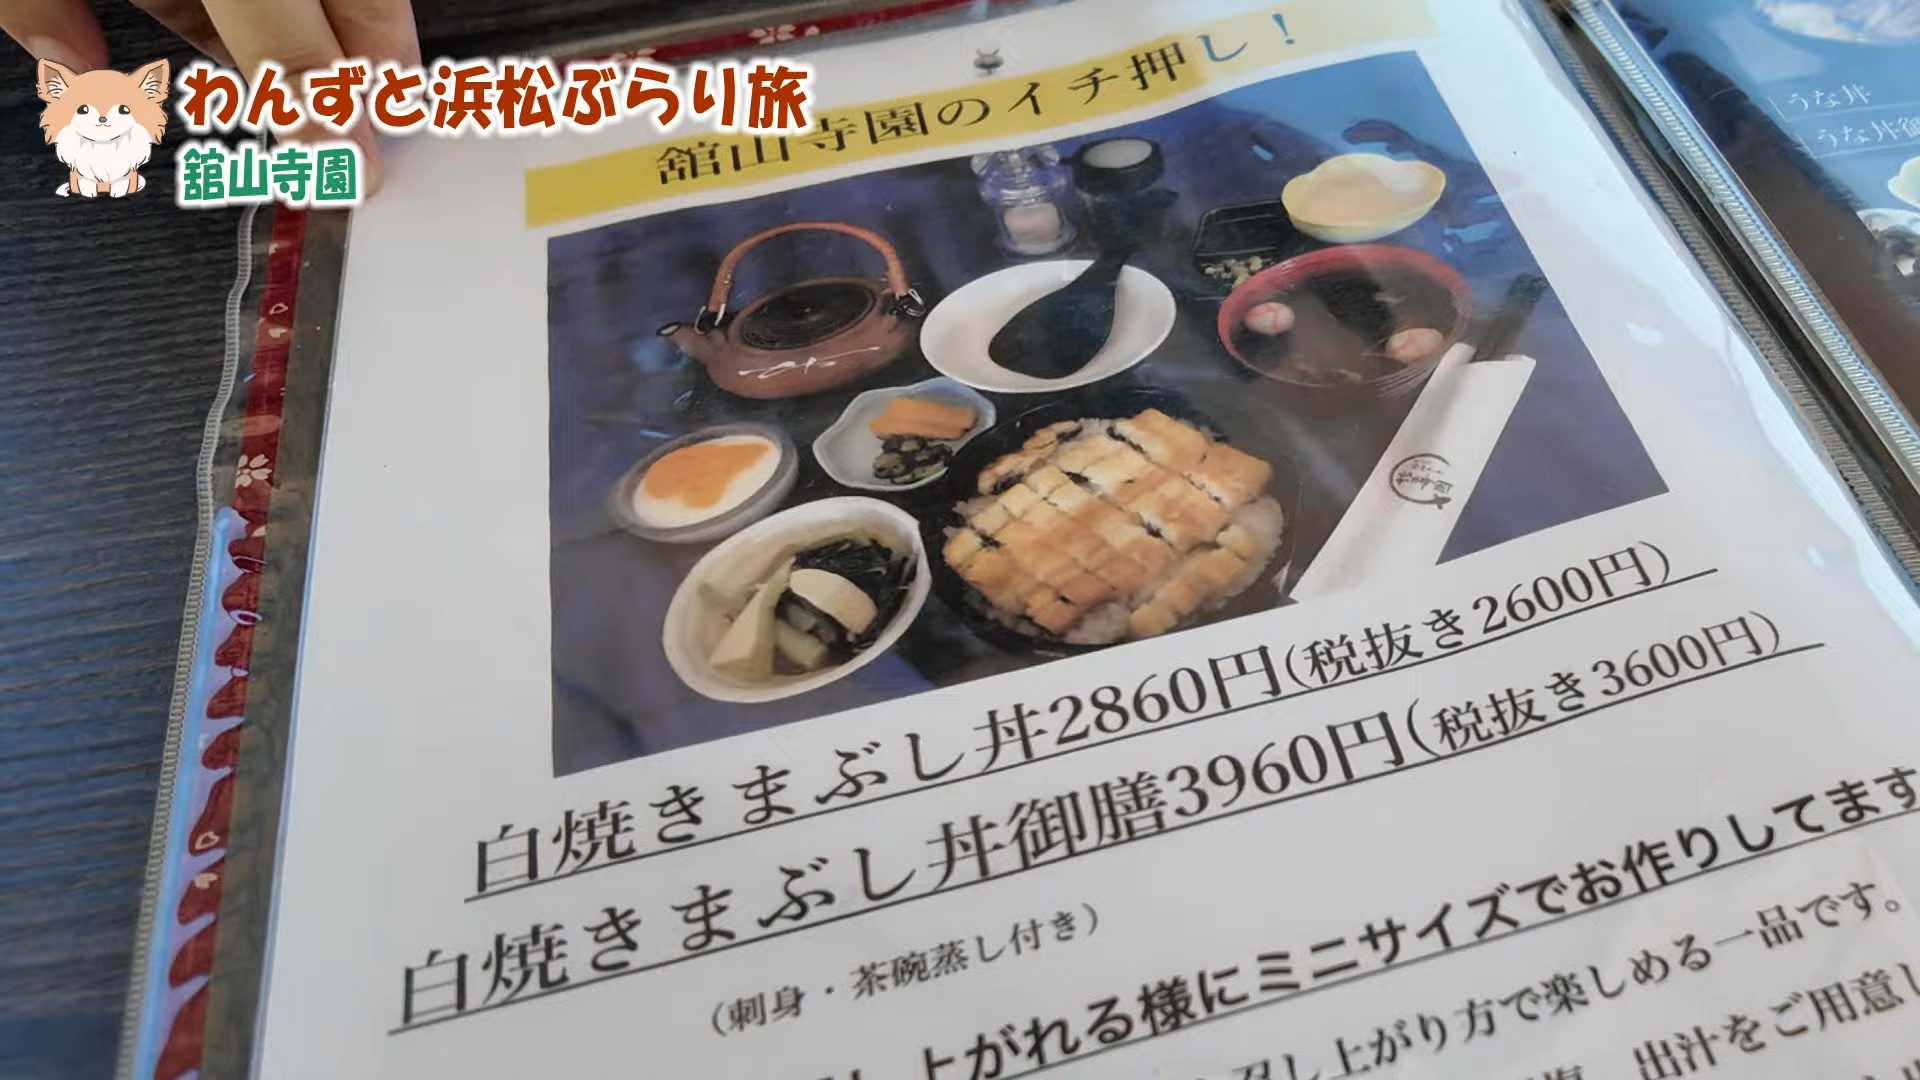 わんずと浜松ぶらり旅
舘山寺園
舘山寺園のイチ押し！
うな丼
うな丼御
白焼きまぶし丼2860円(税抜き2600円)
白焼きまぶし丼御膳3960円(税抜き3600円)
（刺身・茶碗蒸し付き）
し上がれる様にミニサイズでお作りしてます
召し上がり方で楽しめる一品です。
出汁をご用意し